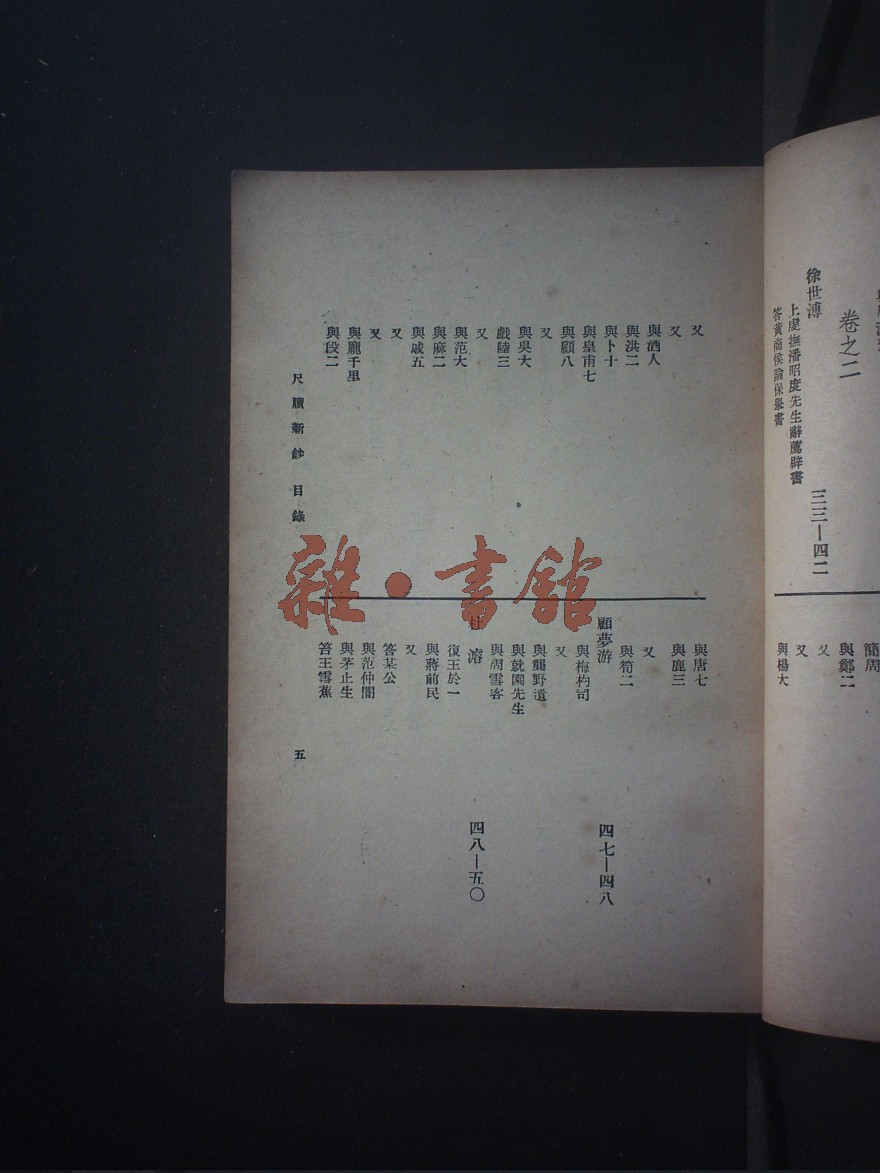 徐世溥 三三—四二
上虔撫潘昭度先生辭薦辟書
答黃商侯論保舉書
卷之二
簡周
與鄭二
又
又
與楊大
又
又
與酒人
與洪二
與卜十
與皇甫七
與顧八
又
與吳大
戲陸三
又
與范大
與麻二
與戚五
又
又
與龐千里
與段二
與唐七
與鹿三
又
與筍二
顧夢游 四七—四八
與梅杓司
又
與龔野遺
與就園先生
與周雪客
杜濬 四八—五〇
復王於一
與蔣前民
又
答某公
與范仲闇
與茅止生
答王雪蕉
尺牘新鈔 目錄
五
雜·書館